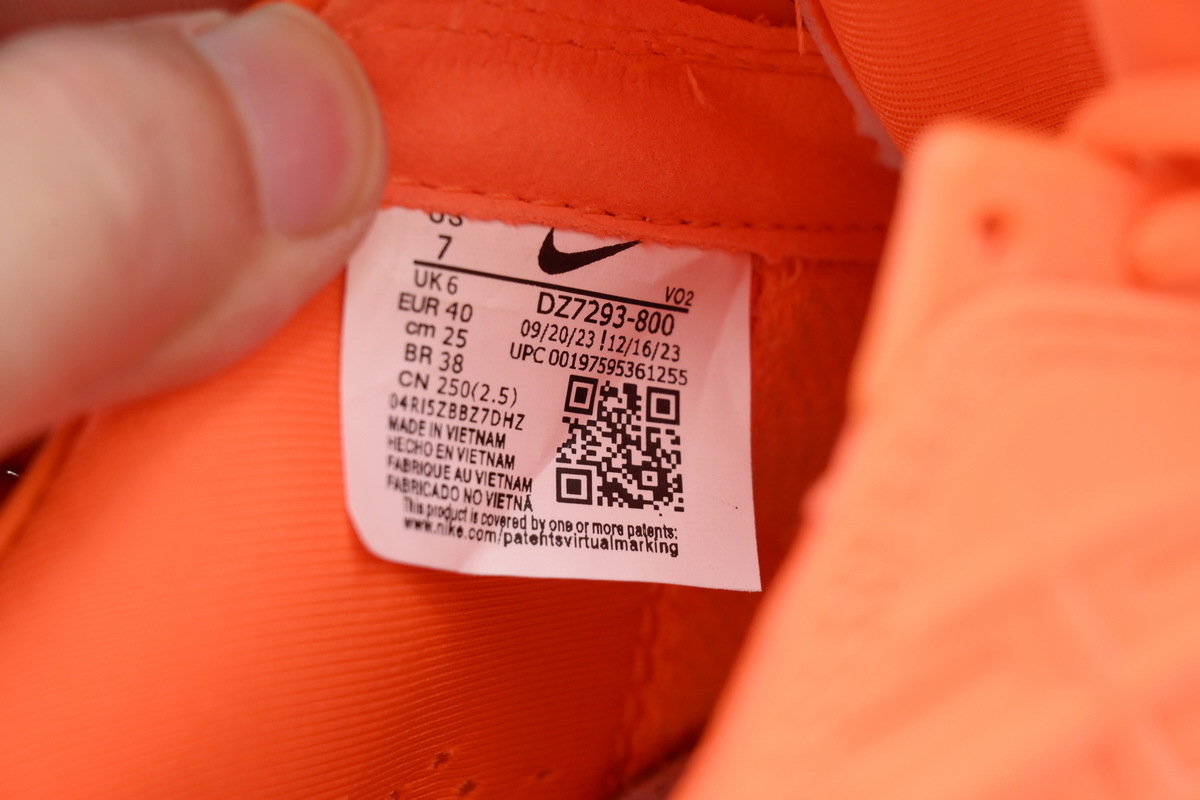 US
7
UK 6
EUR 40
cm 25
BR 38
CN 250(2.5)
04RI5ZBBZ7DHZ
MADE IN VIETNAM
HECHO EN VIETNAM
FABRIQUE AU VIETNAM
FABRICADO NO VIETNÃ
VO2
DZ7293-800
09/20/23 !12/16/23
UPC 00197595361255
This product is covered by one or more patents:
www.nike.com/patentsvirtualmarking